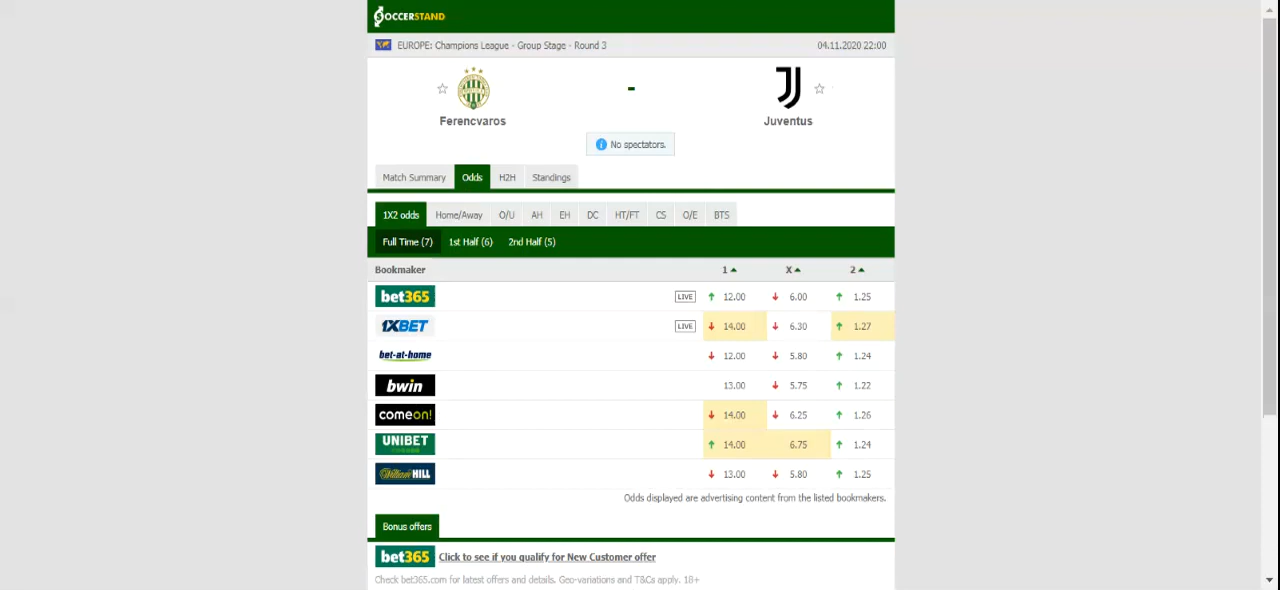 SOCCERSTAND
EUROPE: Champions League - Group Stage - Round 3 04.11.2020 22:00
-
Ferencvaros Juventus
No spectators.
Match Summary Odds H2H Standings
1X2 odds Home/Away O/U AH EH DC HT/FT CS O/E BTS
Full Time (7) 1st Half (6) 2nd Half (5)
Bookmaker 1 X 2
bet365 LIVE 12.00 6.00 1.25
1XBET LIVE 14.00 6.30 1.27
bet-at-home 12.00 5.80 1.24
bwin 13.00 5.75 1.22
comeon! 14.00 6.25 1.26
UNIBET 14.00 6.75 1.24
William HILL 13.00 5.80 1.25
Odds displayed are advertising content from the listed bookmakers.
Bonus offers
bet365 Click to see if you qualify for New Customer offer
Check bet365.com for latest offers and details. Geo-variations and T&Cs apply. 18+